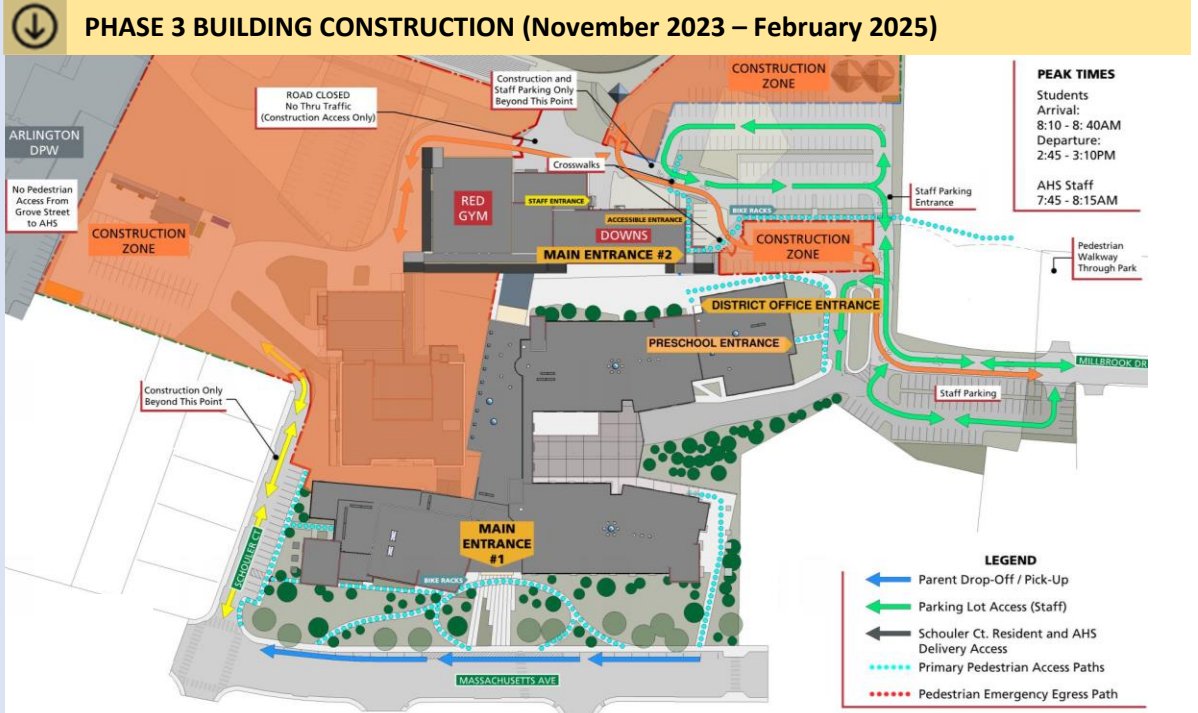 PHASE 3 BUILDING CONSTRUCTION (November 2023 – February 2025)
CONSTRUCTION
ZONE
Construction and
Staff Parking Only
Beyond This Point
ROAD CLOSED
No Thru Traffic
(Construction Access Only)
PEAK TIMES
Students
Arrival:
8:10 - 8: 40AM
Departure:
2:45 - 3:10PM
AHS Staff
7:45 - 8:15AM
ARLINGTON
DPW
No Pedestrian
Access From
Grove Street
to AHS
Crosswalks
RED
GYM
STAFF ENTRANCE
Staff Parking
Entrance
BIKE RACKS
ACCESSIBLE ENTRANCE
DOWNS
CONSTRUCTION
ZONE
CONSTRUCTION
ZONE
MAIN ENTRANCE #2
Pedestrian
Walkway
Through Park
DISTRICT OFFICE ENTRANCE
PRESCHOOL ENTRANCE
MILLBROOK DR
Construction Only
Beyond This Point
Staff Parking
MAIN
ENTRANCE
#1
SCHOULER CT
BIKE RACKS
MASSACHUSETTS AVE
LEGEND
Parent Drop-Off / Pick-Up
Parking Lot Access (Staff)
Schouler Ct. Resident and AHS
Delivery Access
Primary Pedestrian Access Paths
Pedestrian Emergency Egress Path